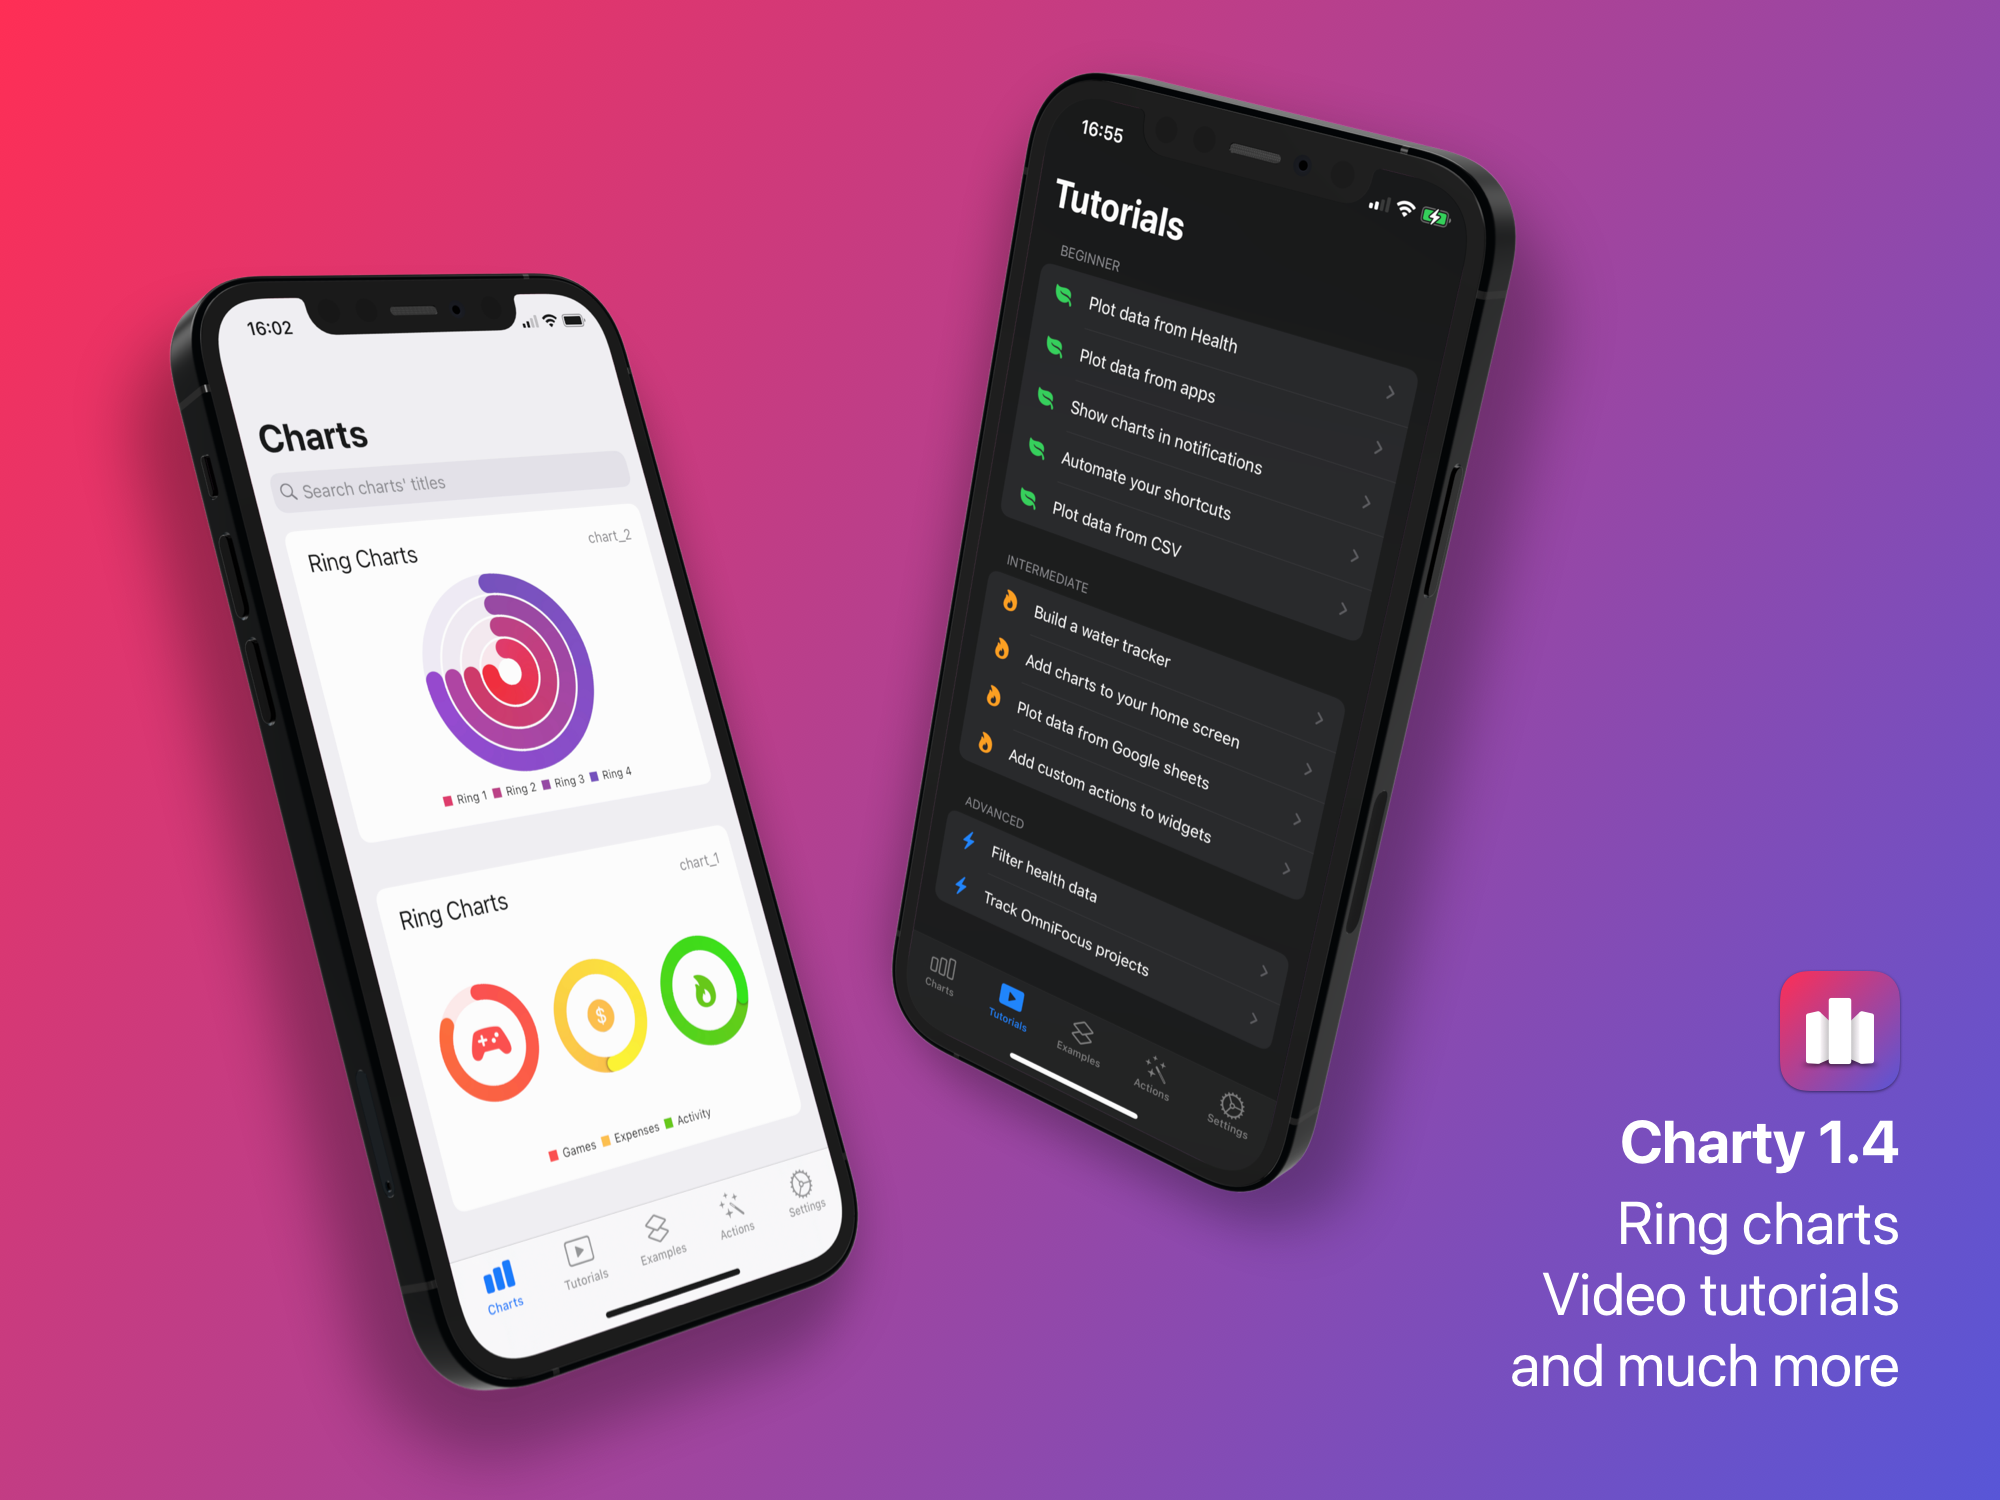 16:02
Charts
Search charts' titles
Ring Charts
chart_2
Ring 1 Ring 2 Ring 3 Ring 4
Ring Charts
chart_1
$
Games Expenses Activity
Charts
Tutorials
Examples
Actions
Settings
16:55
Tutorials
BEGINNER
Plot data from Health
Plot data from apps
Show charts in notifications
Automate your shortcuts
Plot data from CSV
INTERMEDIATE
Build a water tracker
Add charts to your home screen
Plot data from Google sheets
Add custom actions to widgets
ADVANCED
Filter health data
Track OmniFocus projects
Charts
Tutorials
Examples
Actions
Settings
Charty 1.4
Ring charts
Video tutorials
and much more